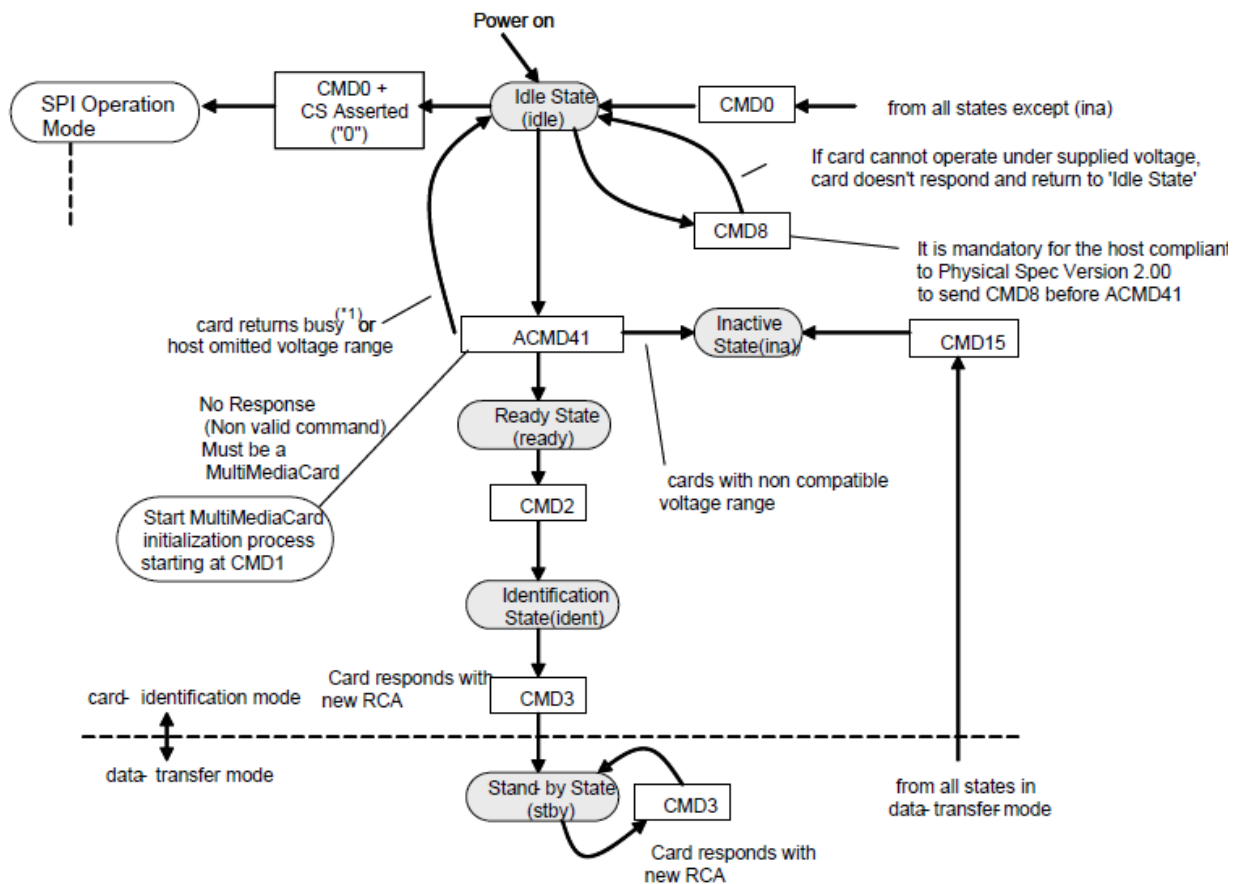 Power on
SPI Operation
Mode
CMD0 +
CS Asserted
("0")
Idle State
(idle)
CMD0
from all states except (ina)
If card cannot operate under supplied voltage,
card doesn't respond and return to 'Idle State'
CMD8
It is mandatory for the host compliant
to Physical Spec Version 2.00
to send CMD8 before ACMD41
card returns busy (*1) or
host omitted voltage range
ACMD41
Inactive
State(ina)
CMD15
No Response
(Non valid command)
Must be a
MultiMediaCard
Ready State
(ready)
cards with non compatible
voltage range
Start MultiMediaCard
initialization process
starting at CMD1
CMD2
Identification
State(ident)
Card responds with
new RCA
CMD3
card- identification mode
data- transfer mode
Stand-by State
(stby)
CMD3
Card responds with
new RCA
from all states in
data-transfer-mode